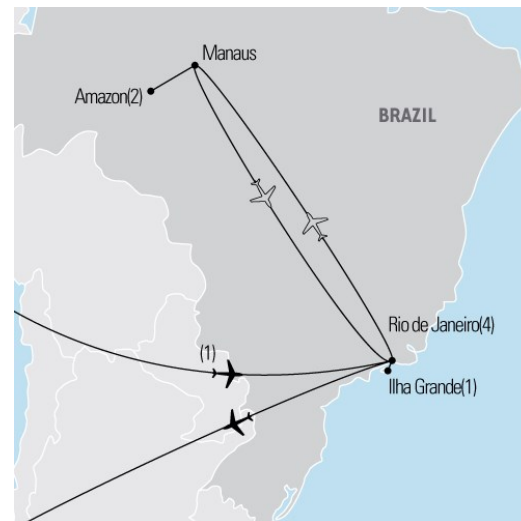 Manaus
Amazon(2)
BRAZIL
Rio de Janeiro(4)
(1)
Ilha Grande(1)